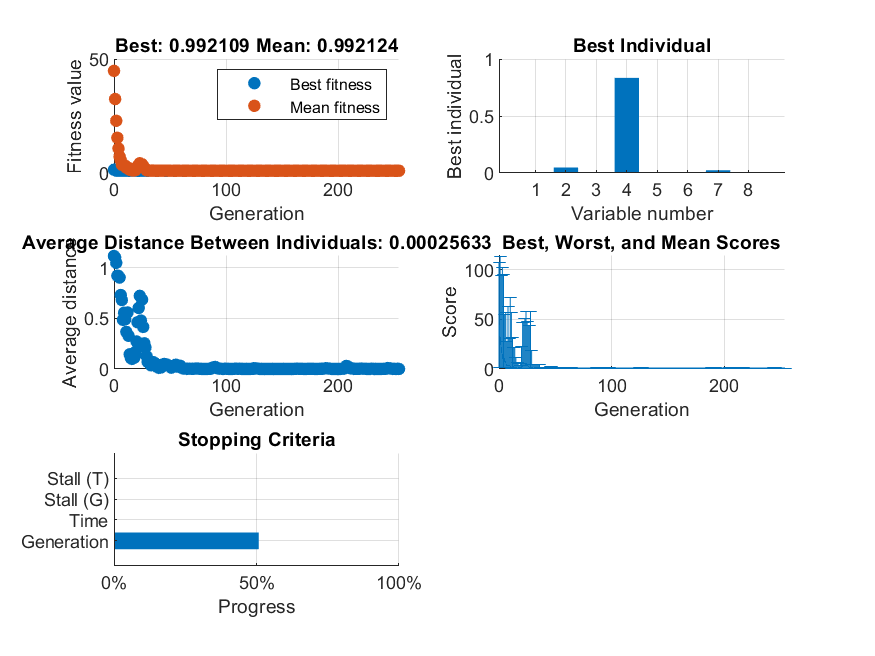 Best: 0.992109 Mean: 0.992124
Fitness value
50
0
Best fitness
Mean fitness
0 100 200
Generation
Best Individual
Best individual
1
0.5
0
1 2 3 4 5 6 7 8
Variable number
Average Distance Between Individuals: 0.00025633
Average distance
1
0.5
0
0 100 200
Generation
Best, Worst, and Mean Scores
Score
100
50
0
0 100 200
Generation
Stopping Criteria
Stall (T)
Stall (G)
Time
Generation
0% 50% 100%
Progress